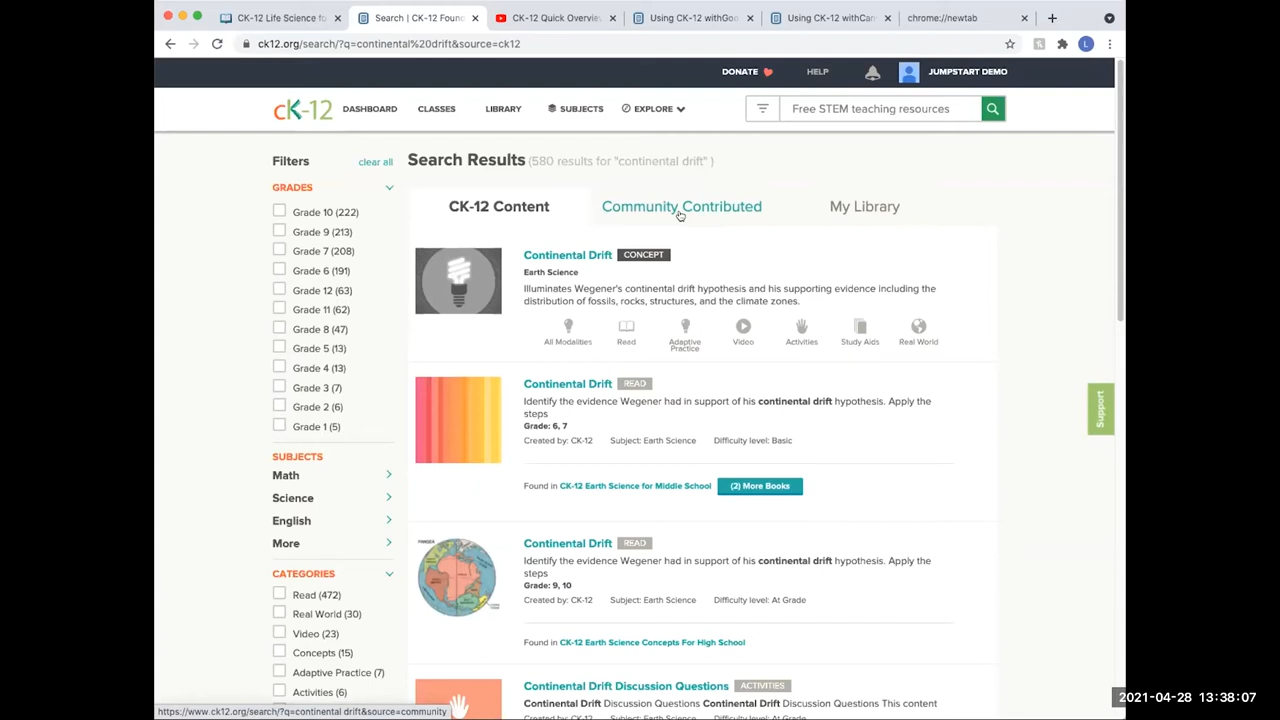 CK-12 Life Science fo
Search | CK-12 Foun
CK-12 Quick Overview
Using CK-12 withGoo
Using CK-12 withCan
chrome://newtab
ck12.org/search/?q=continental%20drift&source=ck12
L
DONATE
HELP
JUMPSTART DEMO
cK-12
DASHBOARD
CLASSES
LIBRARY
SUBJECTS
EXPLORE
Free STEM teaching resources
Filters
clear all
GRADES
Grade 10 (222)
Grade 9 (213)
Grade 7 (208)
Grade 6 (191)
Grade 12 (63)
Grade 11 (62)
Grade 8 (47)
Grade 5 (13)
Grade 4 (13)
Grade 3 (7)
Grade 2 (6)
Grade 1 (5)
SUBJECTS
Math
Science
English
More
CATEGORIES
Read (472)
Real World (30)
Video (23)
Concepts (15)
Adaptive Practice (7)
Activities (6)
Search Results (580 results for "continental drift" )
CK-12 Content
Community Contributed
My Library
Continental Drift CONCEPT
Earth Science
Illuminates Wegener's continental drift hypothesis and his supporting evidence including the
distribution of fossils, rocks, structures, and the climate zones.
All Modalities
Read
Adaptive
Practice
Video
Activities
Study Aids
Real World
Continental Drift READ
Identify the evidence Wegener had in support of his continental drift hypothesis. Apply the
steps
Grade: 6, 7
Created by: CK-12 Subject: Earth Science Difficulty level: Basic
Found in CK-12 Earth Science for Middle School (2) More Books
Continental Drift READ
Identify the evidence Wegener had in support of his continental drift hypothesis. Apply the
steps
Grade: 9, 10
Created by: CK-12 Subject: Earth Science Difficulty level: At Grade
Found in CK-12 Earth Science Concepts For High School
Continental Drift Discussion Questions ACTIVITIES
Continental Drift Discussion Questions Continental Drift Discussion Questions This content
Support
https://www.ck12.org/search/?q=continental drift&source=community
2021-04-28 13:38:07